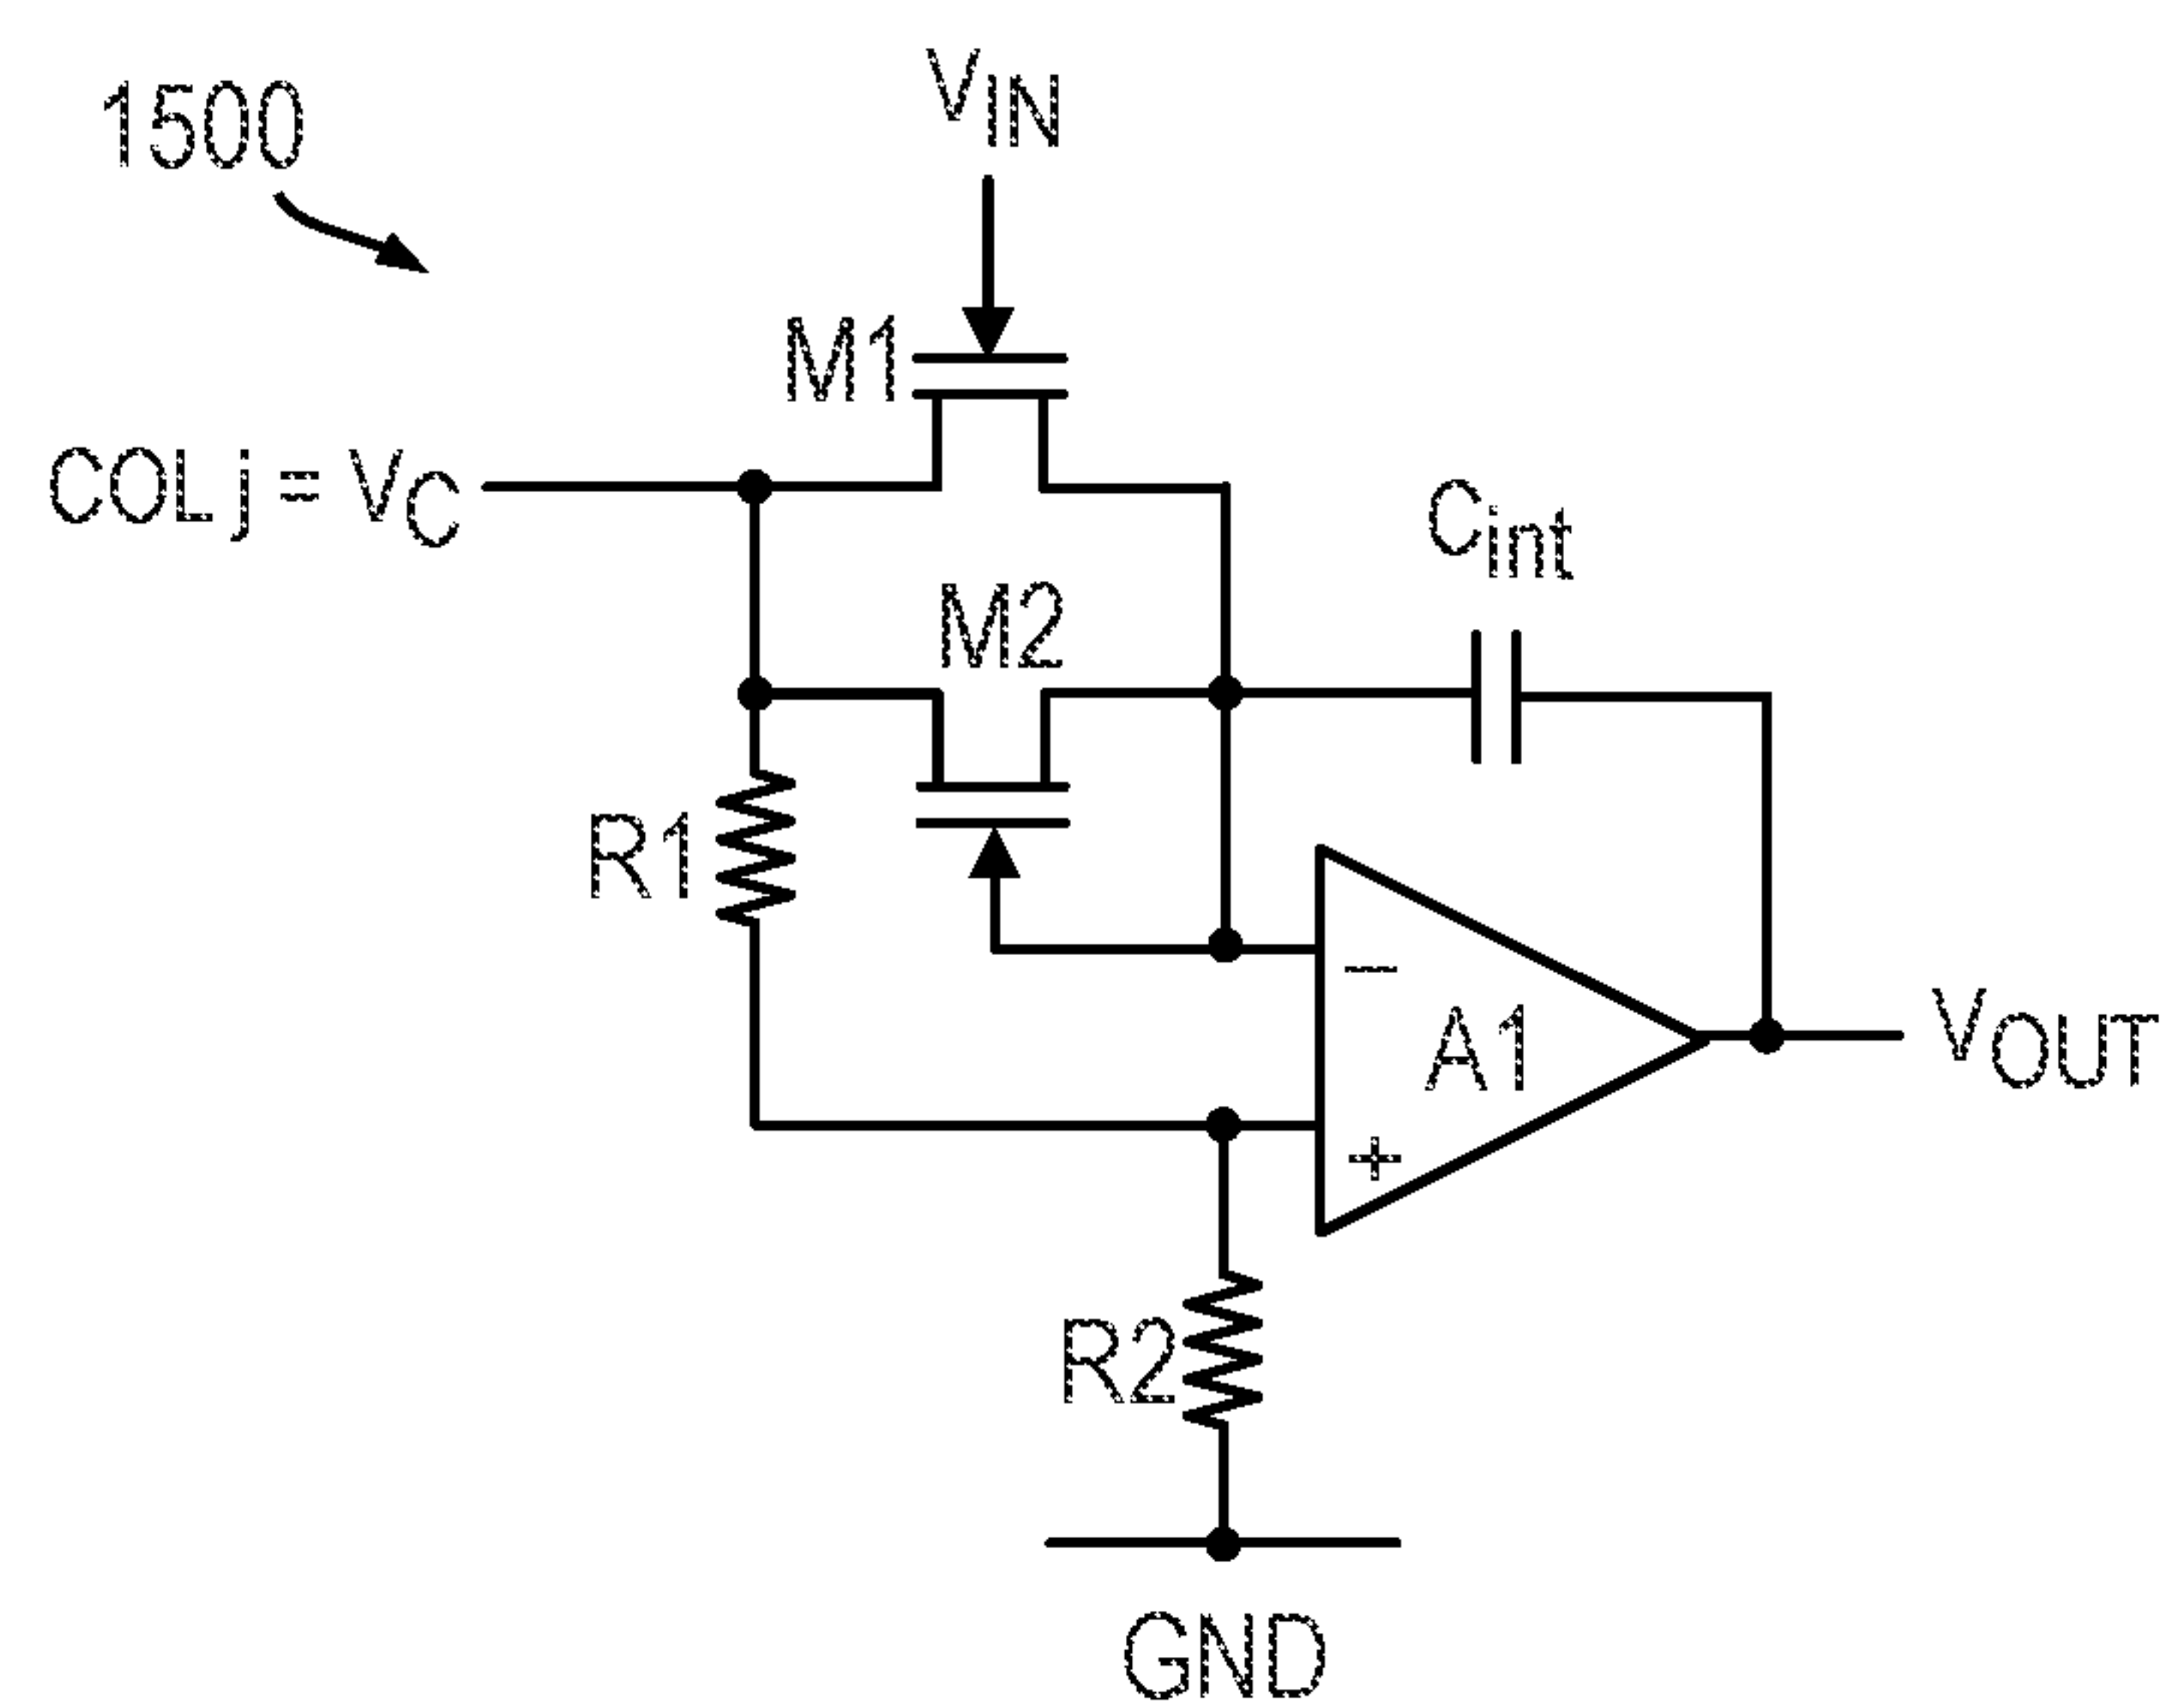 1500
VIN
M1
COL j = VC
Cint
M2
R1
−
A1
VOUT
+
R2
GND